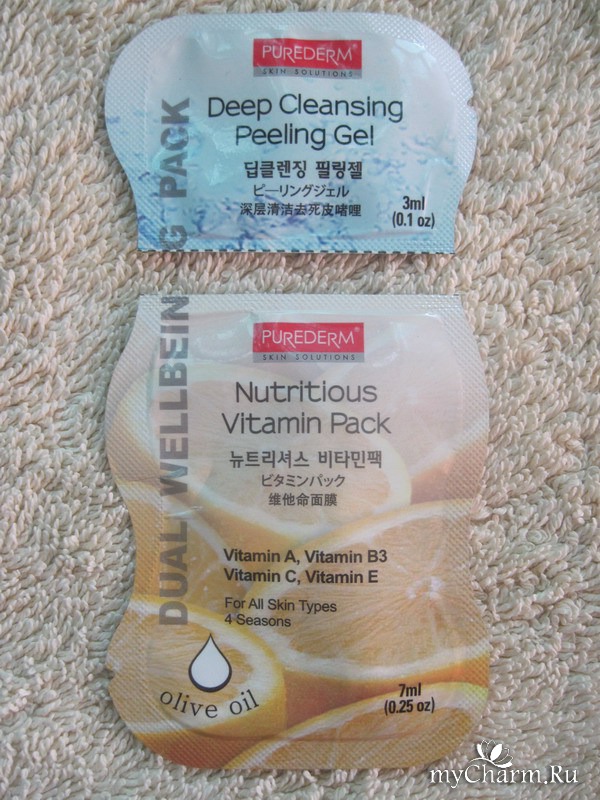 PUREDERM®
SKIN SOLUTIONS
Deep Cleansing
Peeling Gel
딥클렌징 필링젤
ピーリングジェル
深层清洁去死皮啫喱
3ml
(0.1 oz)
DUAL WELLBEING PACK
PUREDERM®
SKIN SOLUTIONS
Nutritious
Vitamin Pack
뉴트리셔스 비타민팩
ビタミンパック
维他命面膜
Vitamin A, Vitamin B3
Vitamin C, Vitamin E
For All Skin Types
4 Seasons
olive oil
7ml
(0.25 oz)
myCharm.Ru